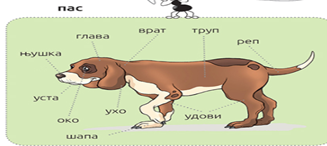 пас
глава
врат
труп
реп
њушка
уста
око
ухо
удови
шапа